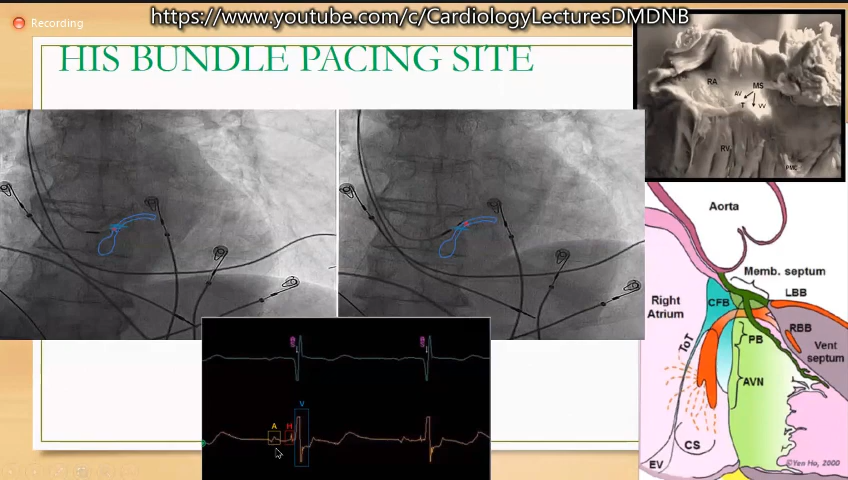 Recording
https://www.youtube.com/c/CardiologyLecturesDMDNB
HIS BUNDLE PACING SITE
RA
MS
AV
T
VV
RV
PMC
Aorta
Memb. septum
Right
Atrium
CFB
LBB
RBB
PB
Vent
septum
ToT
AVN
CS
EV
©Yen Ho, 2000
A
H
V